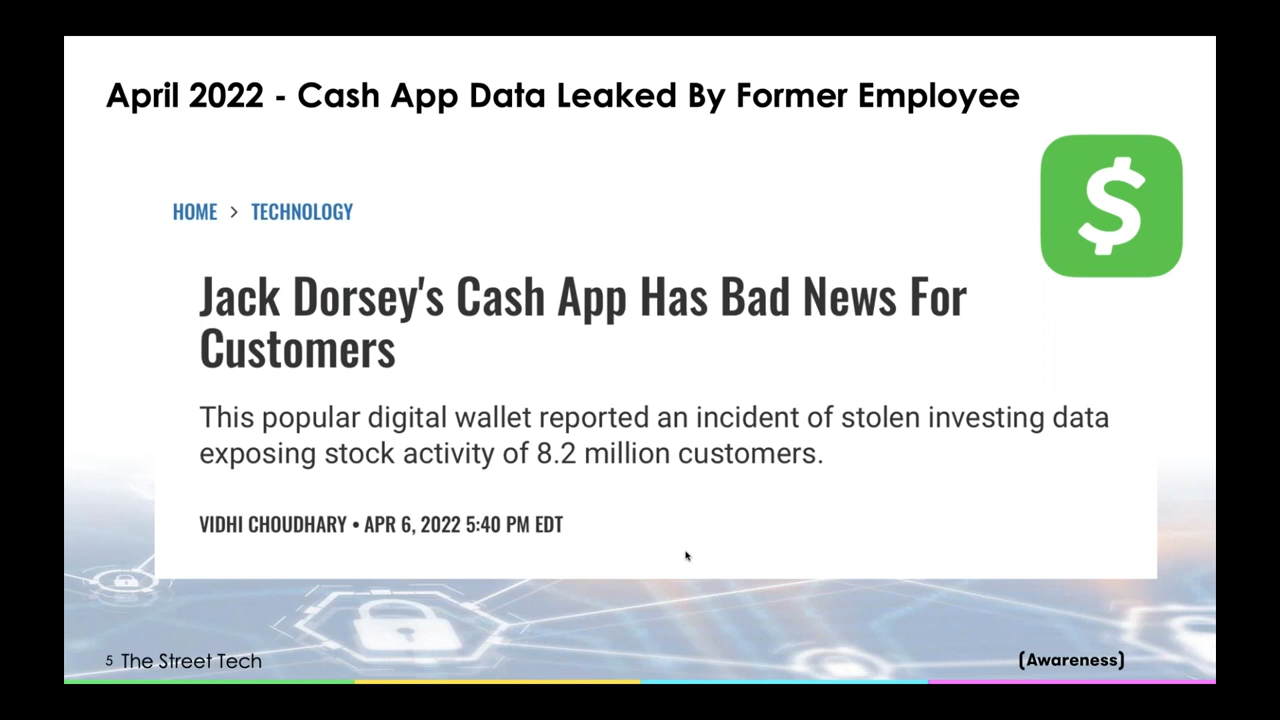 April 2022 - Cash App Data Leaked By Former Employee
$
HOME > TECHNOLOGY
Jack Dorsey's Cash App Has Bad News For
Customers
This popular digital wallet reported an incident of stolen investing data
exposing stock activity of 8.2 million customers.
VIDHI CHOUDHARY • APR 6, 2022 5:40 PM EDT
5 The Street Tech
(Awareness)